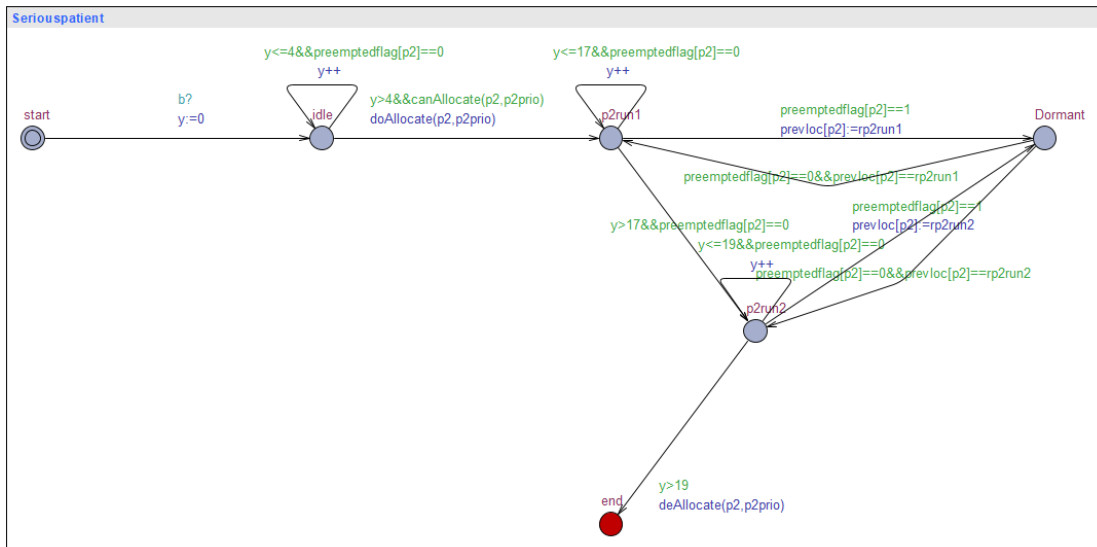 Seriouspatient
y<=4&&preemptedflag[p2]==0
y++
y<=17&&preemptedflag[p2]==0
y++
b?
y:=0
start
idle
y>4&&canAllocate(p2,p2prio)
doAllocate(p2,p2prio)
p2run1
preemptedflag[p2]==1
prevloc[p2]:=rp2run1
Dormant
preemptedflag[p2]==0&&prevloc[p2]==rp2run1
preemptedflag[p2]==1
prevloc[p2]:=rp2run2
y>17&&preemptedflag[p2]==0
y<=19&&preemptedflag[p2]==0
y++
preemptedflag[p2]==0&&prevloc[p2]==rp2run2
p2run2
y>19
deAllocate(p2,p2prio)
end